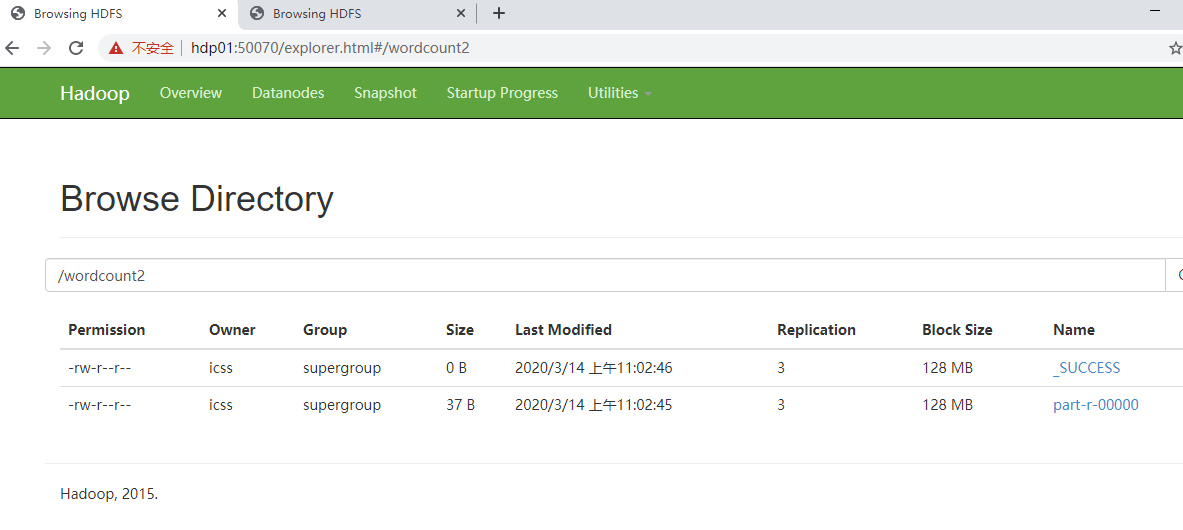 Browsing HDFS Browsing HDFS
不安全 hdp01:50070/explorer.html#/wordcount2
Hadoop Overview Datanodes Snapshot Startup Progress Utilities
Browse Directory
/wordcount2
Permission Owner Group Size Last Modified Replication Block Size Name
-rw-r--r-- icss supergroup 0 B 2020/3/14 上午11:02:46 3 128 MB _SUCCESS
-rw-r--r-- icss supergroup 37 B 2020/3/14 上午11:02:45 3 128 MB part-r-00000
Hadoop, 2015.